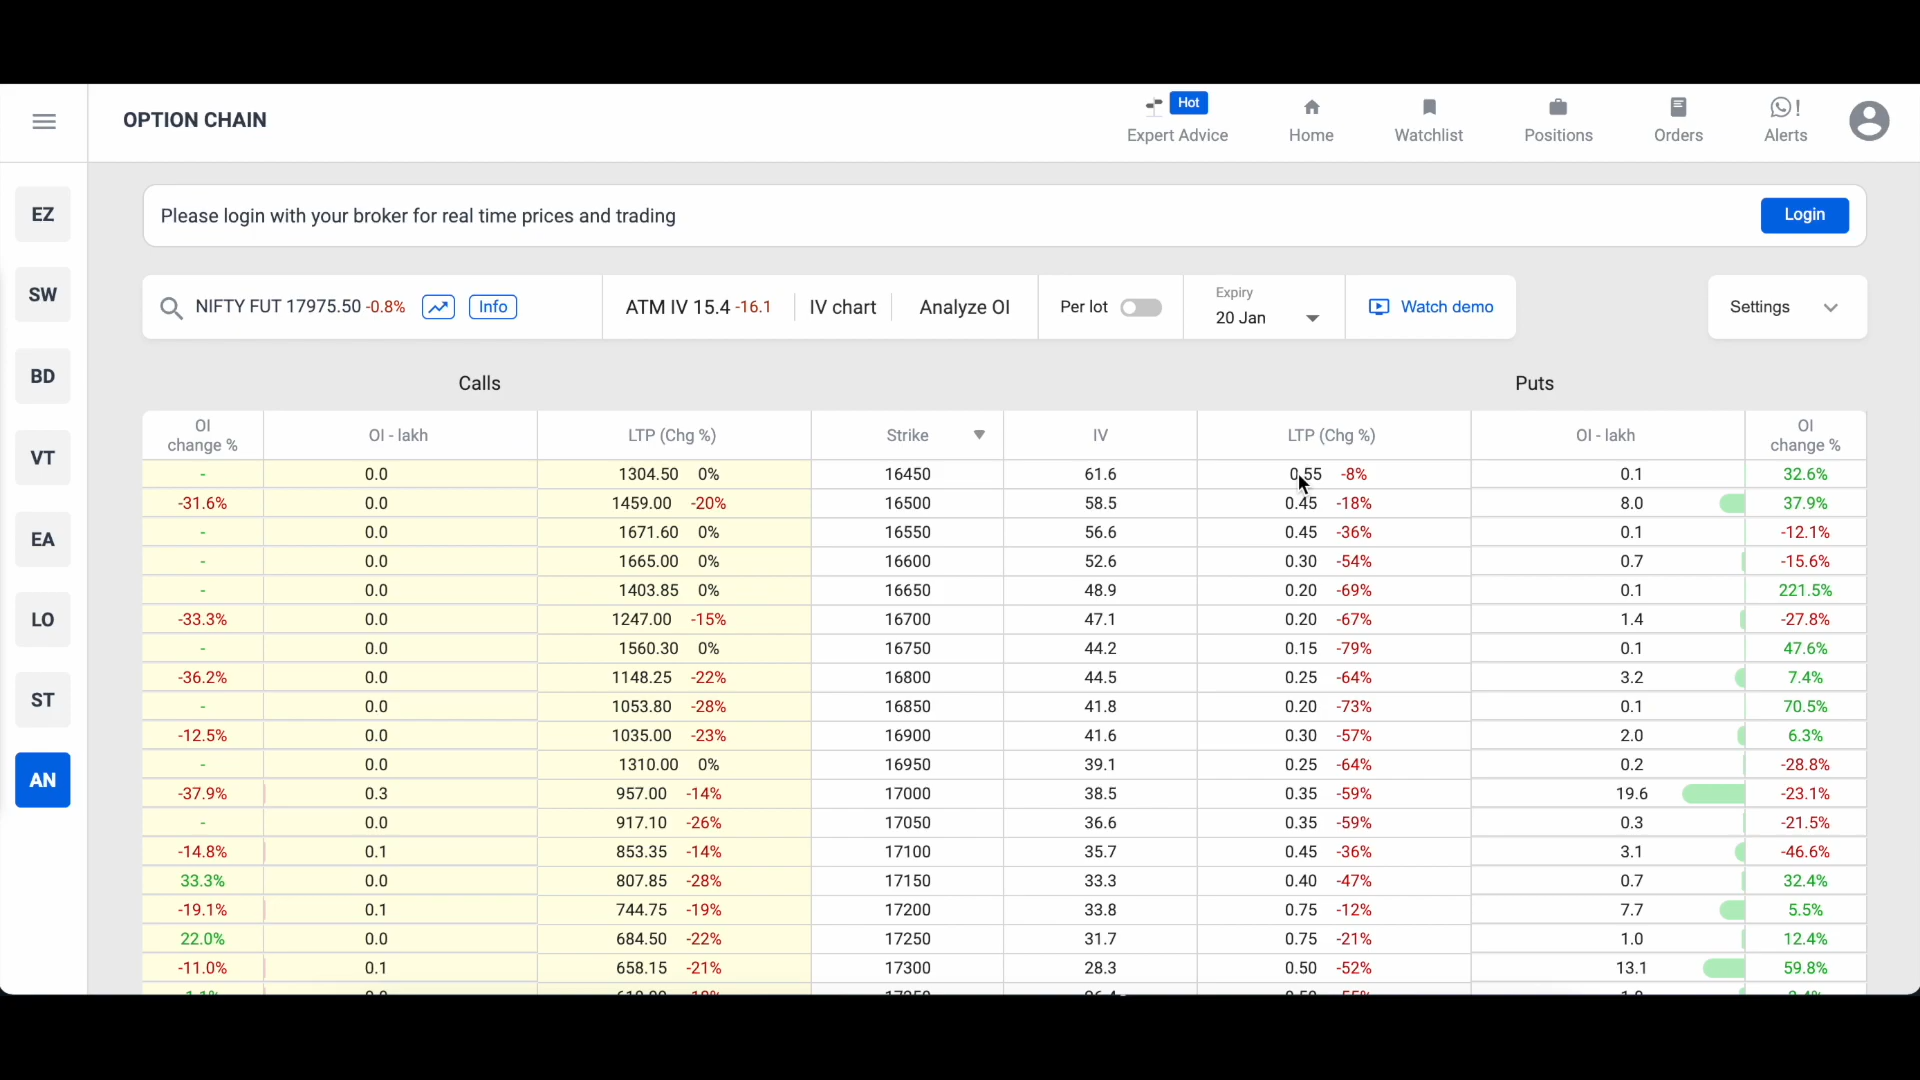 OPTION CHAIN
Hot
Expert Advice Home Watchlist Positions Orders ! Alerts
EZ
SW
BD
VT
EA
LO
ST
AN
Please login with your broker for real time prices and trading Login
NIFTY FUT 17975.50 -0.8% Info ATM IV 15.4 -16.1 IV chart Analyze OI Per lot Expiry 20 Jan Watch demo Settings
Calls Puts
OI change % OI - lakh LTP (Chg %) Strike IV LTP (Chg %) OI - lakh OI change %
- 0.0 1304.50 0% 16450 61.6 0.55 -8% 0.1 32.6%
-31.6% 0.0 1459.00 -20% 16500 58.5 0.45 -18% 8.0 37.9%
- 0.0 1671.60 0% 16550 56.6 0.45 -36% 0.1 -12.1%
- 0.0 1665.00 0% 16600 52.6 0.30 -54% 0.7 -15.6%
- 0.0 1403.85 0% 16650 48.9 0.20 -69% 0.1 221.5%
-33.3% 0.0 1247.00 -15% 16700 47.1 0.20 -67% 1.4 -27.8%
- 0.0 1560.30 0% 16750 44.2 0.15 -79% 0.1 47.6%
-36.2% 0.0 1148.25 -22% 16800 44.5 0.25 -64% 3.2 7.4%
- 0.0 1053.80 -28% 16850 41.8 0.20 -73% 0.1 70.5%
-12.5% 0.0 1035.00 -23% 16900 41.6 0.30 -57% 2.0 6.3%
- 0.0 1310.00 0% 16950 39.1 0.25 -64% 0.2 -28.8%
-37.9% 0.3 957.00 -14% 17000 38.5 0.35 -59% 19.6 -23.1%
- 0.0 917.10 -26% 17050 36.6 0.35 -59% 0.3 -21.5%
-14.8% 0.1 853.35 -14% 17100 35.7 0.45 -36% 3.1 -46.6%
33.3% 0.0 807.85 -28% 17150 33.3 0.40 -47% 0.7 32.4%
-19.1% 0.1 744.75 -19% 17200 33.8 0.75 -12% 7.7 5.5%
22.0% 0.0 684.50 -22% 17250 31.7 0.75 -21% 1.0 12.4%
-11.0% 0.1 658.15 -21% 17300 28.3 0.50 -52% 13.1 59.8%